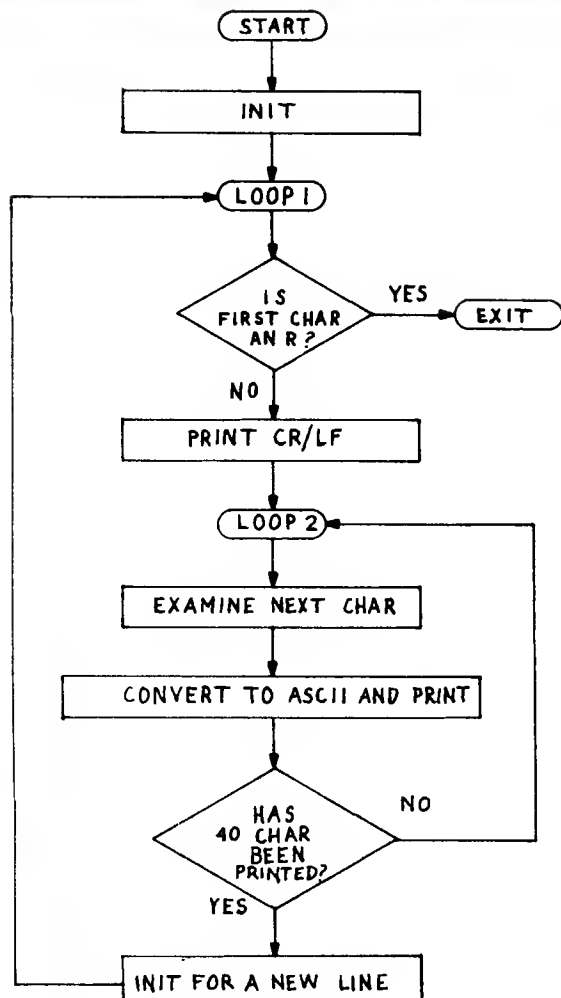 START
INIT
LOOP 1
IS
FIRST CHAR
AN R?
YES
EXIT
NO
PRINT CR/LF
LOOP 2
EXAMINE NEXT CHAR
CONVERT TO ASCII AND PRINT
HAS
40 CHAR
BEEN
PRINTED?
NO
YES
INIT FOR A NEW LINE